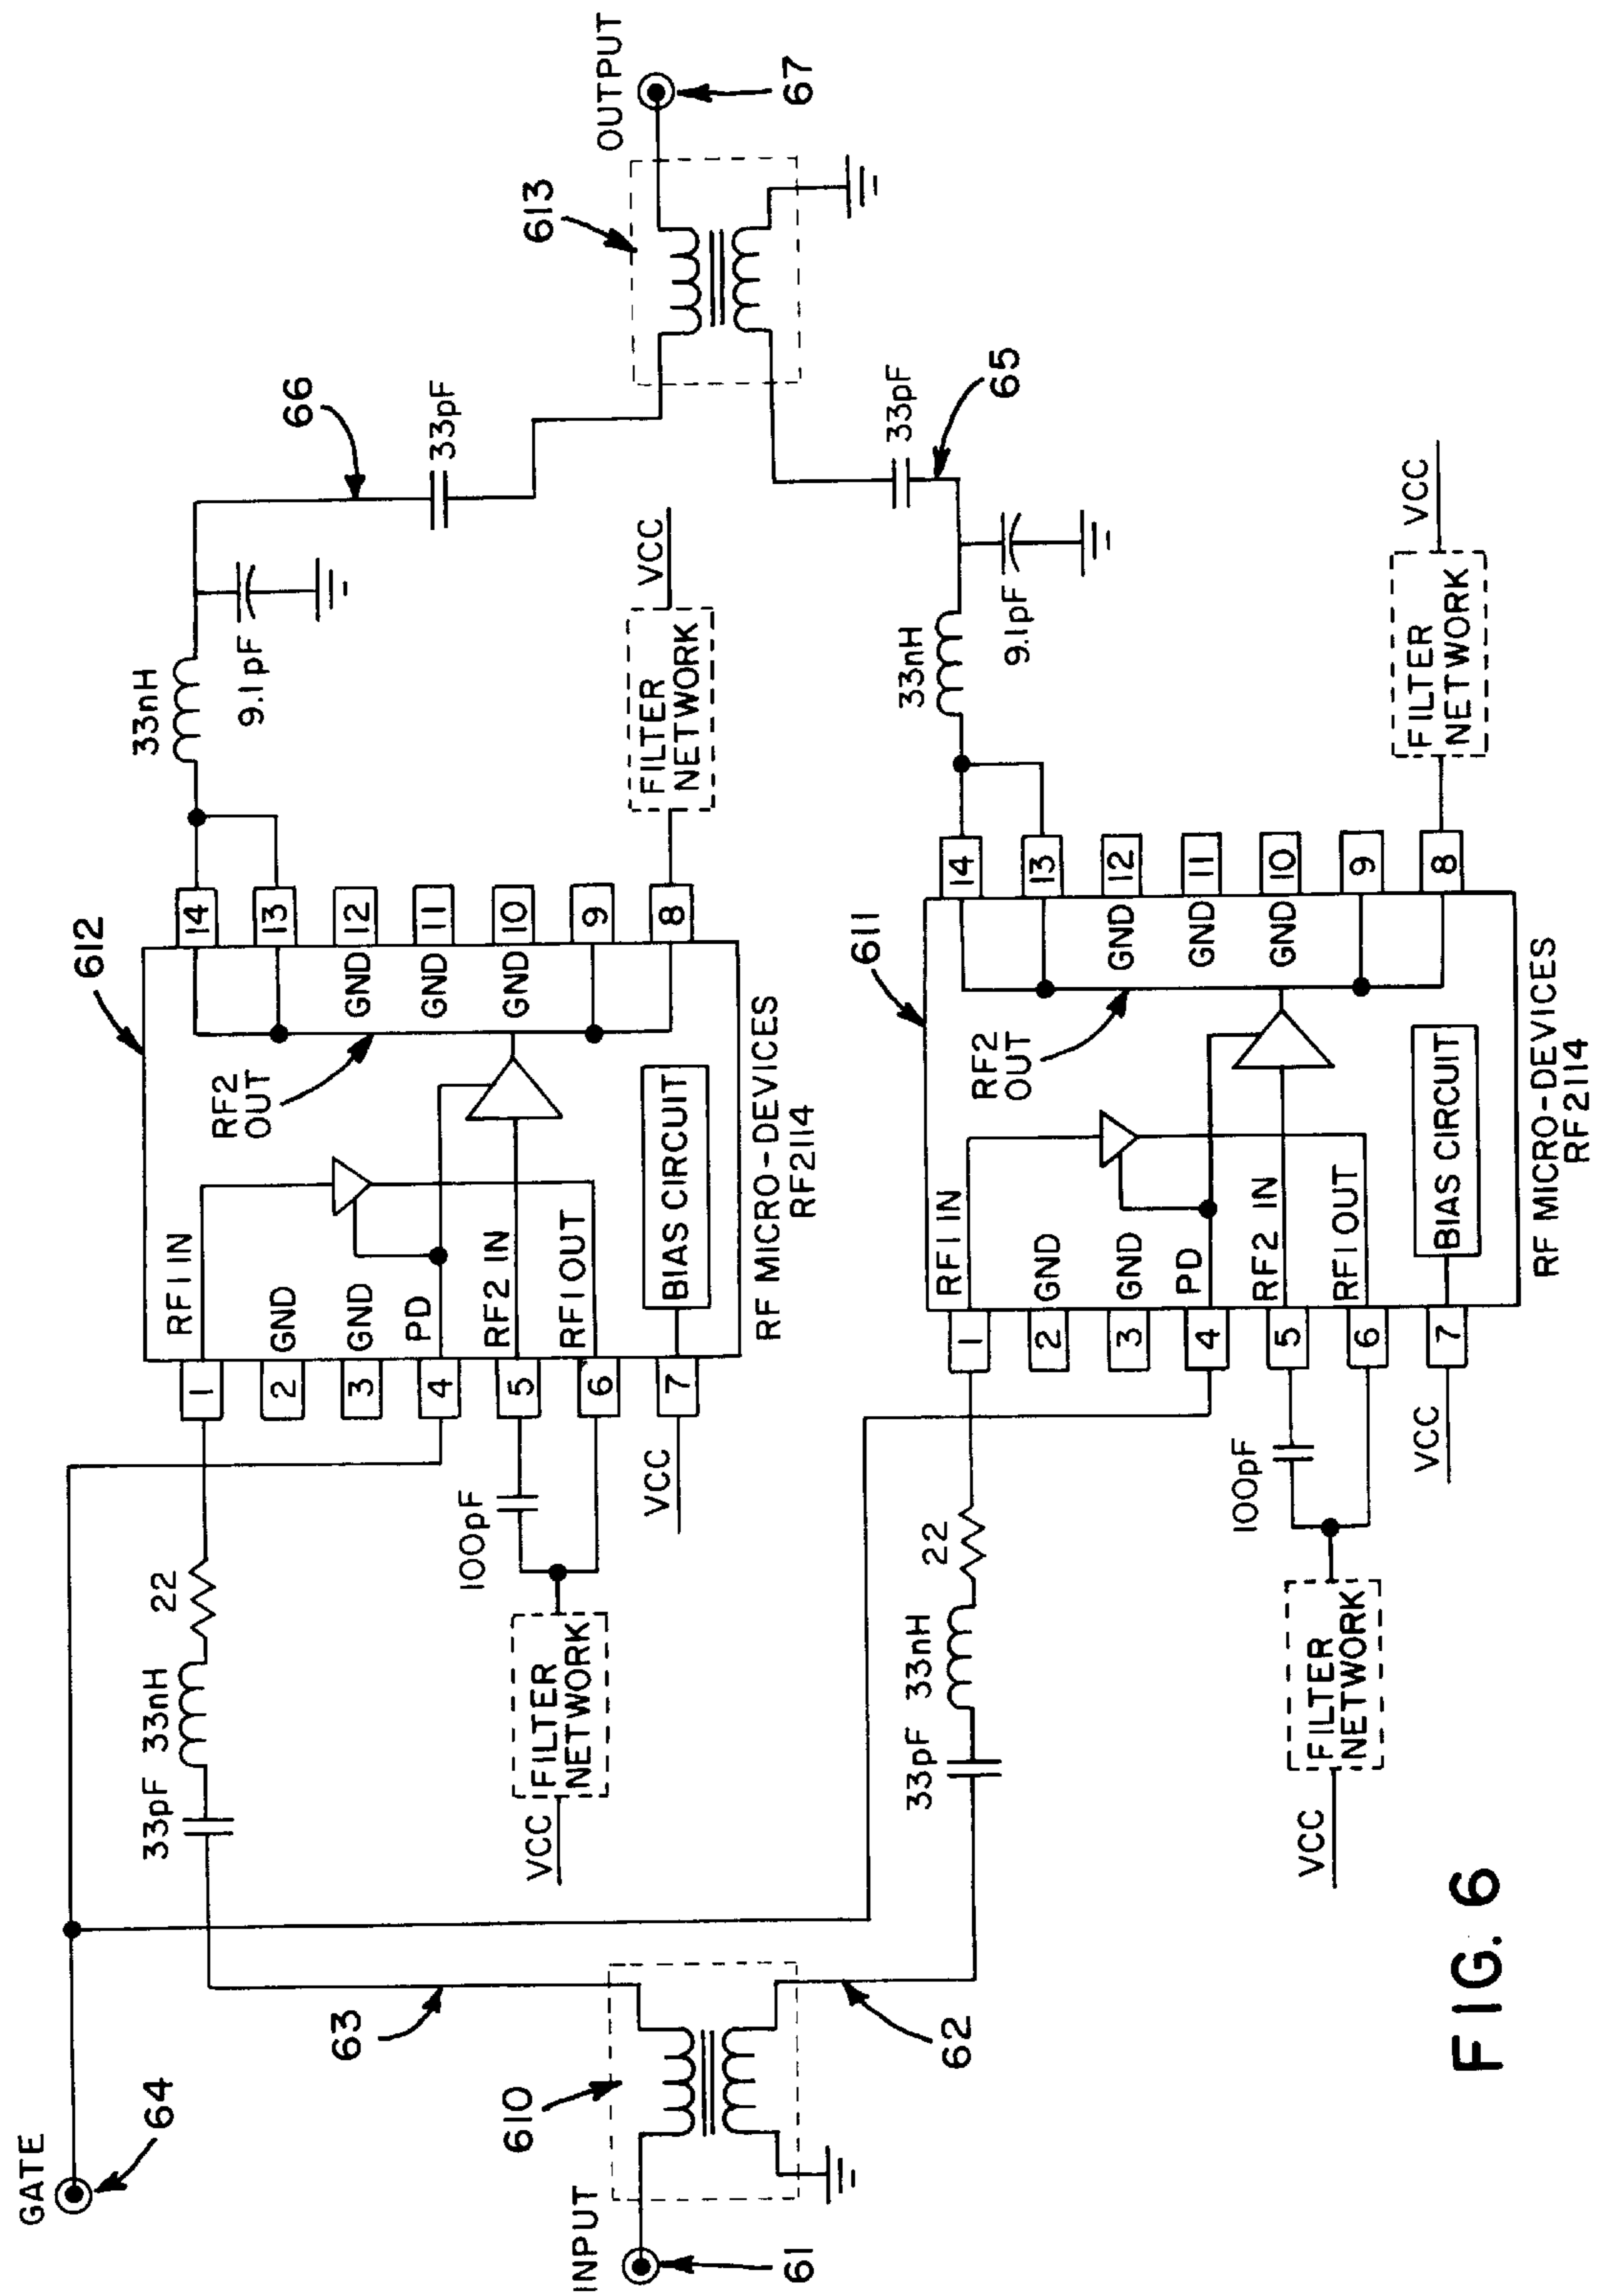 GATE
64
INPUT
61
610
63
62
33pF 33nH
22
VCC
FILTER
NETWORK
100pF
VCC
1
2
3
4
5
6
7
RF1 IN
GND
GND
PD
RF2 IN
RF1 OUT
BIAS CIRCUIT
RF2
OUT
GND
GND
GND
14
13
12
11
10
9
8
612
RF MICRO-DEVICES
RF2114
33nH
9.1pF
FILTER
NETWORK
VCC
66
33pF
613
OUTPUT
67
33pF 33nH
22
VCC
FILTER
NETWORK
100pF
VCC
1
2
3
4
5
6
7
RF1 IN
GND
GND
PD
RF2 IN
RF1 OUT
BIAS CIRCUIT
RF2
OUT
GND
GND
GND
14
13
12
11
10
9
8
611
RF MICRO-DEVICES
RF2114
33nH
9.1pF
33pF
65
FILTER
NETWORK
VCC
FIG. 6